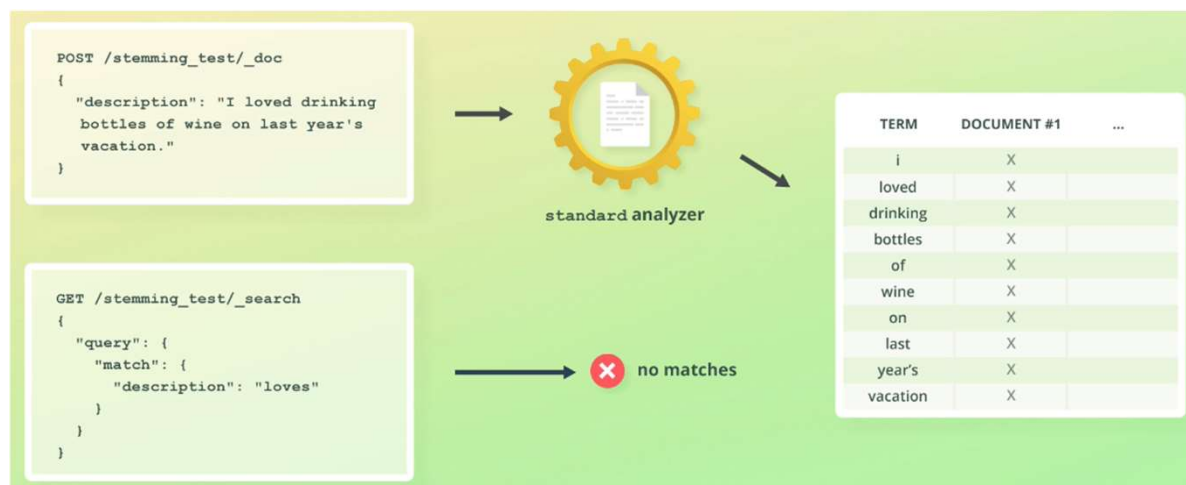 POST /stemming_test/_doc
{
"description": "I loved drinking
bottles of wine on last year's
vacation."
}
standard analyzer
GET /stemming_test/_search
{
"query": {
"match": {
"description": "loves"
}
}
}
no matches
TERM DOCUMENT #1 ...
i X
loved X
drinking X
bottles X
of X
wine X
on X
last X
year's X
vacation X